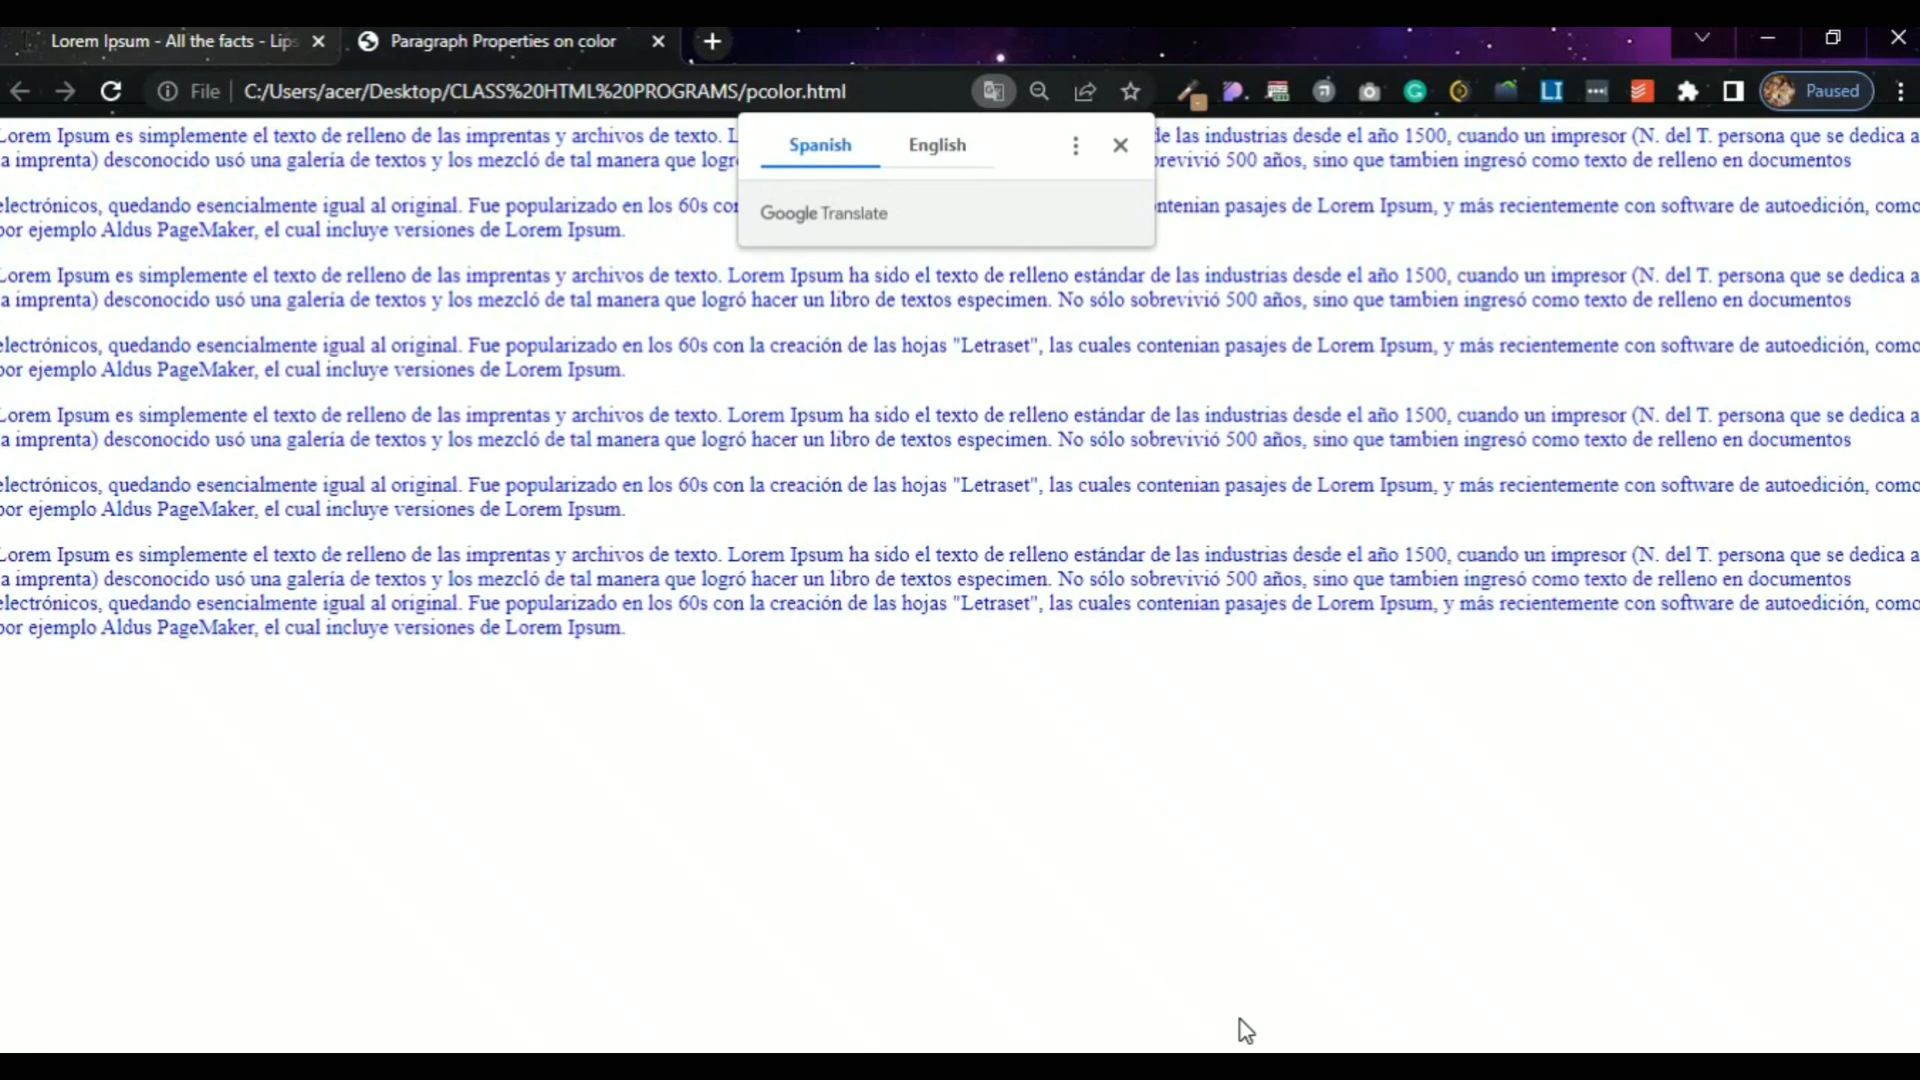 Lorem Ipsum - All the facts - Lips
Paragraph Properties on color
File
C:/Users/acer/Desktop/CLASS%20HTML%20PROGRAMS/pcolor.html
Paused
Spanish English
Google Translate
Lorem Ipsum es simplemente el texto de relleno de las imprentas y archivos de texto. L de las industrias desde el año 1500, cuando un impresor (N. del T. persona que se dedica a
a imprenta) desconocido usó una galería de textos y los mezcló de tal manera que logró brevivió 500 años, sino que tambien ingresó como texto de relleno en documentos
electrónicos, quedando esencialmente igual al original. Fue popularizado en los 60s con ntenian pasajes de Lorem Ipsum, y más recientemente con software de autoedición, como
por ejemplo Aldus PageMaker, el cual incluye versiones de Lorem Ipsum.
Lorem Ipsum es simplemente el texto de relleno de las imprentas y archivos de texto. Lorem Ipsum ha sido el texto de relleno estándar de las industrias desde el año 1500, cuando un impresor (N. del T. persona que se dedica a
a imprenta) desconocido usó una galería de textos y los mezcló de tal manera que logró hacer un libro de textos especimen. No sólo sobrevivió 500 años, sino que tambien ingresó como texto de relleno en documentos
electrónicos, quedando esencialmente igual al original. Fue popularizado en los 60s con la creación de las hojas "Letraset", las cuales contenian pasajes de Lorem Ipsum, y más recientemente con software de autoedición, como
por ejemplo Aldus PageMaker, el cual incluye versiones de Lorem Ipsum.
Lorem Ipsum es simplemente el texto de relleno de las imprentas y archivos de texto. Lorem Ipsum ha sido el texto de relleno estándar de las industrias desde el año 1500, cuando un impresor (N. del T. persona que se dedica a
a imprenta) desconocido usó una galería de textos y los mezcló de tal manera que logró hacer un libro de textos especimen. No sólo sobrevivió 500 años, sino que tambien ingresó como texto de relleno en documentos
electrónicos, quedando esencialmente igual al original. Fue popularizado en los 60s con la creación de las hojas "Letraset", las cuales contenian pasajes de Lorem Ipsum, y más recientemente con software de autoedición, como
por ejemplo Aldus PageMaker, el cual incluye versiones de Lorem Ipsum.
Lorem Ipsum es simplemente el texto de relleno de las imprentas y archivos de texto. Lorem Ipsum ha sido el texto de relleno estándar de las industrias desde el año 1500, cuando un impresor (N. del T. persona que se dedica a
a imprenta) desconocido usó una galería de textos y los mezcló de tal manera que logró hacer un libro de textos especimen. No sólo sobrevivió 500 años, sino que tambien ingresó como texto de relleno en documentos
electrónicos, quedando esencialmente igual al original. Fue popularizado en los 60s con la creación de las hojas "Letraset", las cuales contenian pasajes de Lorem Ipsum, y más recientemente con software de autoedición, como
por ejemplo Aldus PageMaker, el cual incluye versiones de Lorem Ipsum.